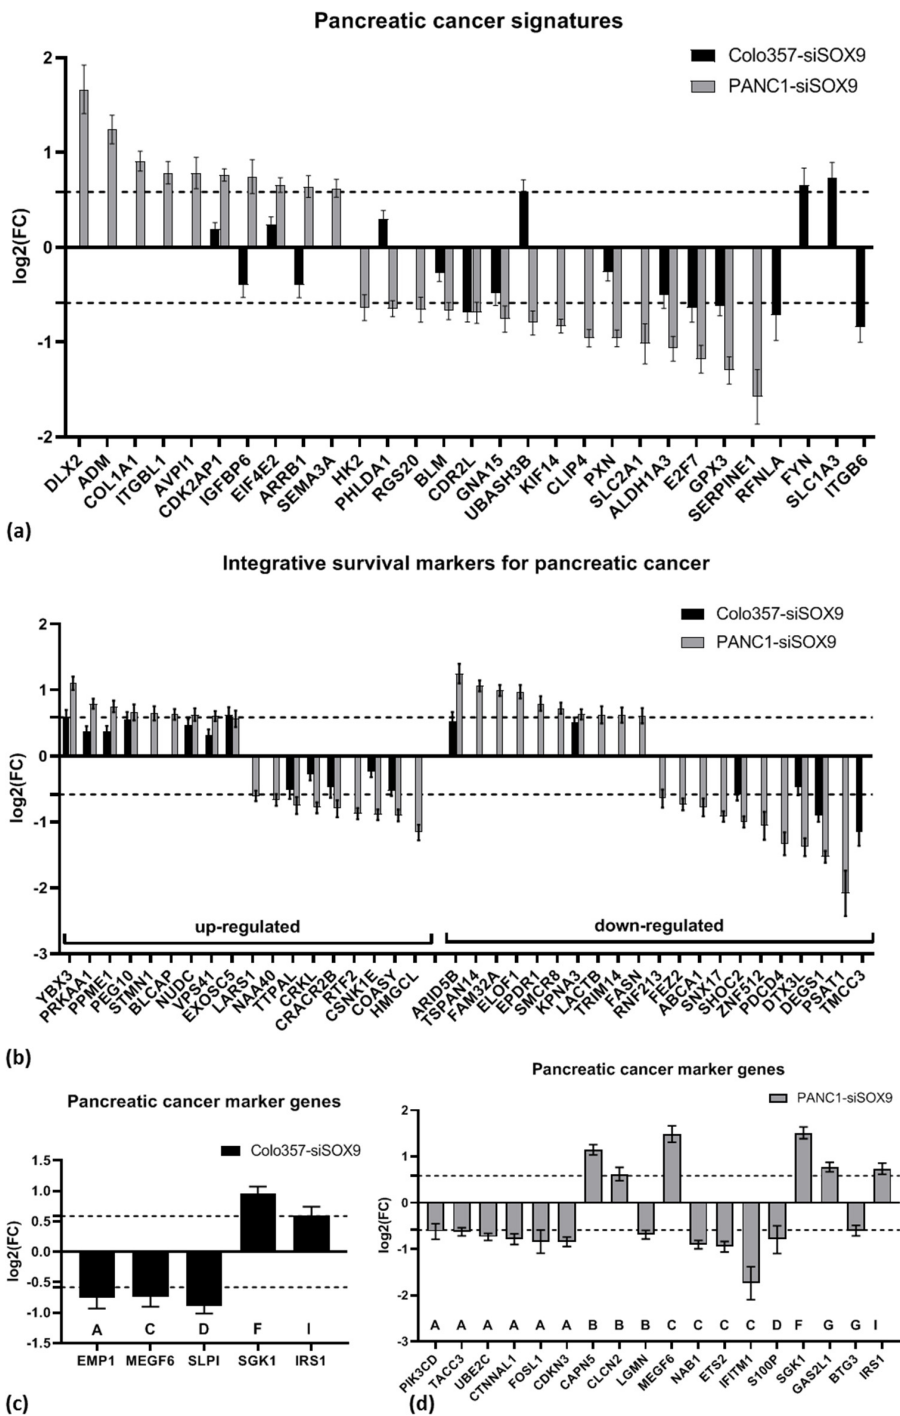 Pancreatic cancer signatures
Colo357-siSOX9
PANC1-siSOX9
log2(FC)
2
1
0
-1
-2
DLX2
ADM
COL1A1
ITGBL1
AVPI1
CDK2AP1
IGFBP6
EIF4E2
ARRB1
SEMA3A
HK2
PHLDA1
RGS20
BLM
CDR2L
GNA15
UBASH3B
KIF14
CLIP4
PXN
SLC2A1
ALDH1A3
E2F7
GPX3
SERPINE1
RFNLA
FYN
SLC1A3
ITGB6
(a)
Integrative survival markers for pancreatic cancer
Colo357-siSOX9
PANC1-siSOX9
log2(FC)
2
1
0
-1
-2
-3
up-regulated
down-regulated
YBX3
PRKAA1
PPME1
PEG10
STMN1
BLCAP
NUDC
VPS41
EXOSC5
LARS1
NAA40
TTPAL
CRKL
CRACR2B
RTF2
CSNK1E
COASY
HMGCL
ARID5B
TSPAN14
FAM32A
ELOF1
EPDR1
SMCR8
KPNA3
LACTB
TRIM14
FASN
RNF213
FEZ2
ABCA1
SNX17
SHOC2
ZNF512
PDCD4
DTX3L
DEGS1
PSAT1
TMCC3
(b)
Pancreatic cancer marker genes
Colo357-siSOX9
log2(FC)
1.5
1.0
0.5
0.0
-0.5
-1.0
-1.5
A C D F I
EMP1 MEGF6 SLPI SGK1 IRS1
(c)
Pancreatic cancer marker genes
PANC1-siSOX9
log2(FC)
2
1
0
-1
-2
-3
A A A A A A B B B C C C C D F G G I
PIK3CD
TACC3
UBE2C
CTNNAL1
FOSL1
CDKN3
CAPN5
CLCN2
LGMN
MEGF6
NAB1
ETS2
IFITM1
S100P
SGK1
GAS2L1
BTG3
IRS1
(d)